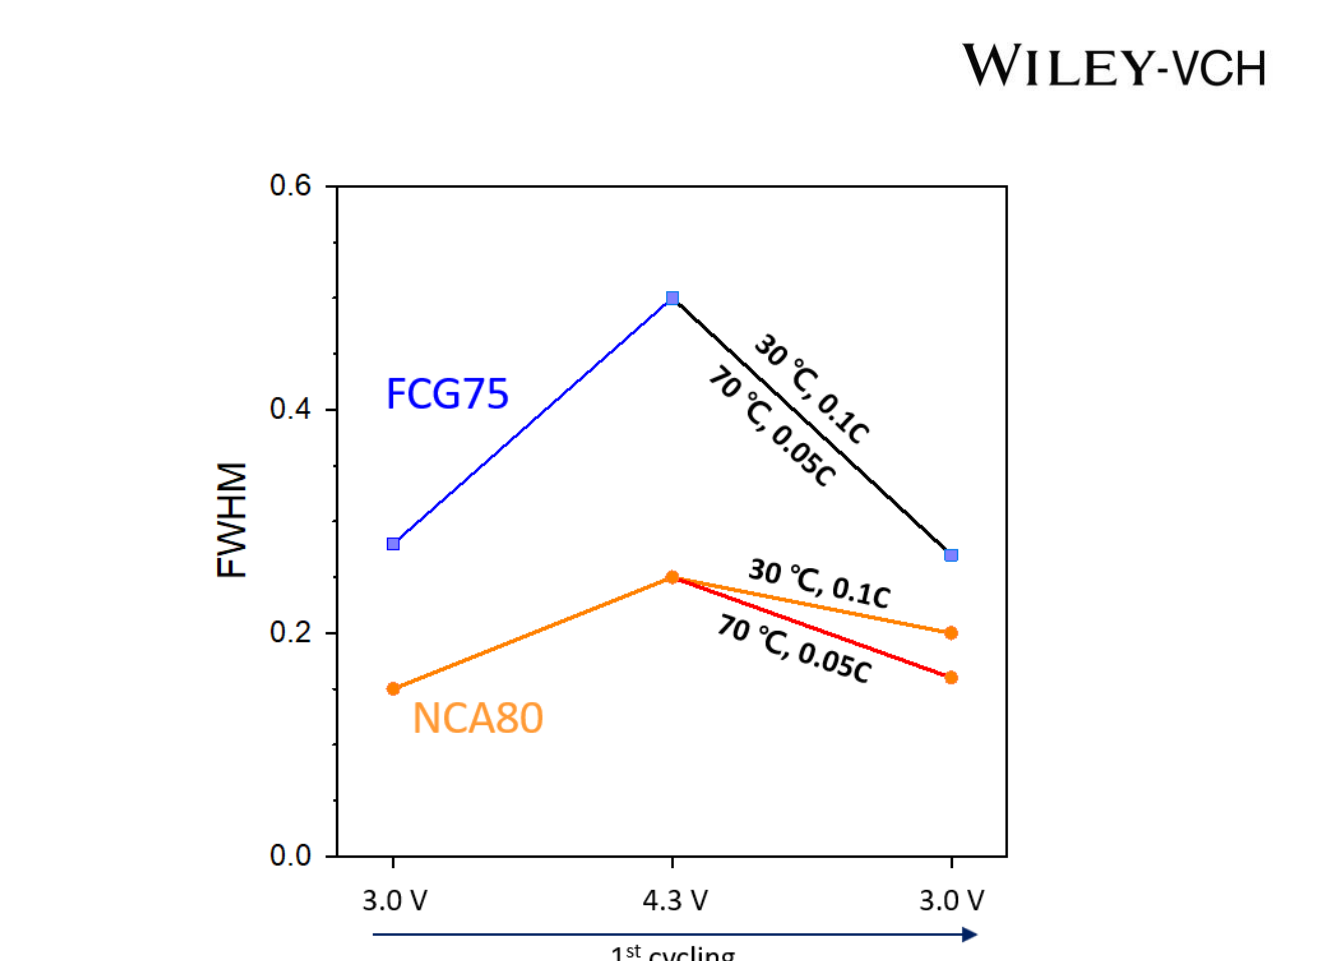 WILEY-VCH
0.6
30 °C, 0.1C
70 °C, 0.05C
FCG75
0.4
FWHM
30 °C, 0.1C
0.2
70 °C, 0.05C
NCA80
0.0
3.0 V 4.3 V 3.0 V
1st cycling